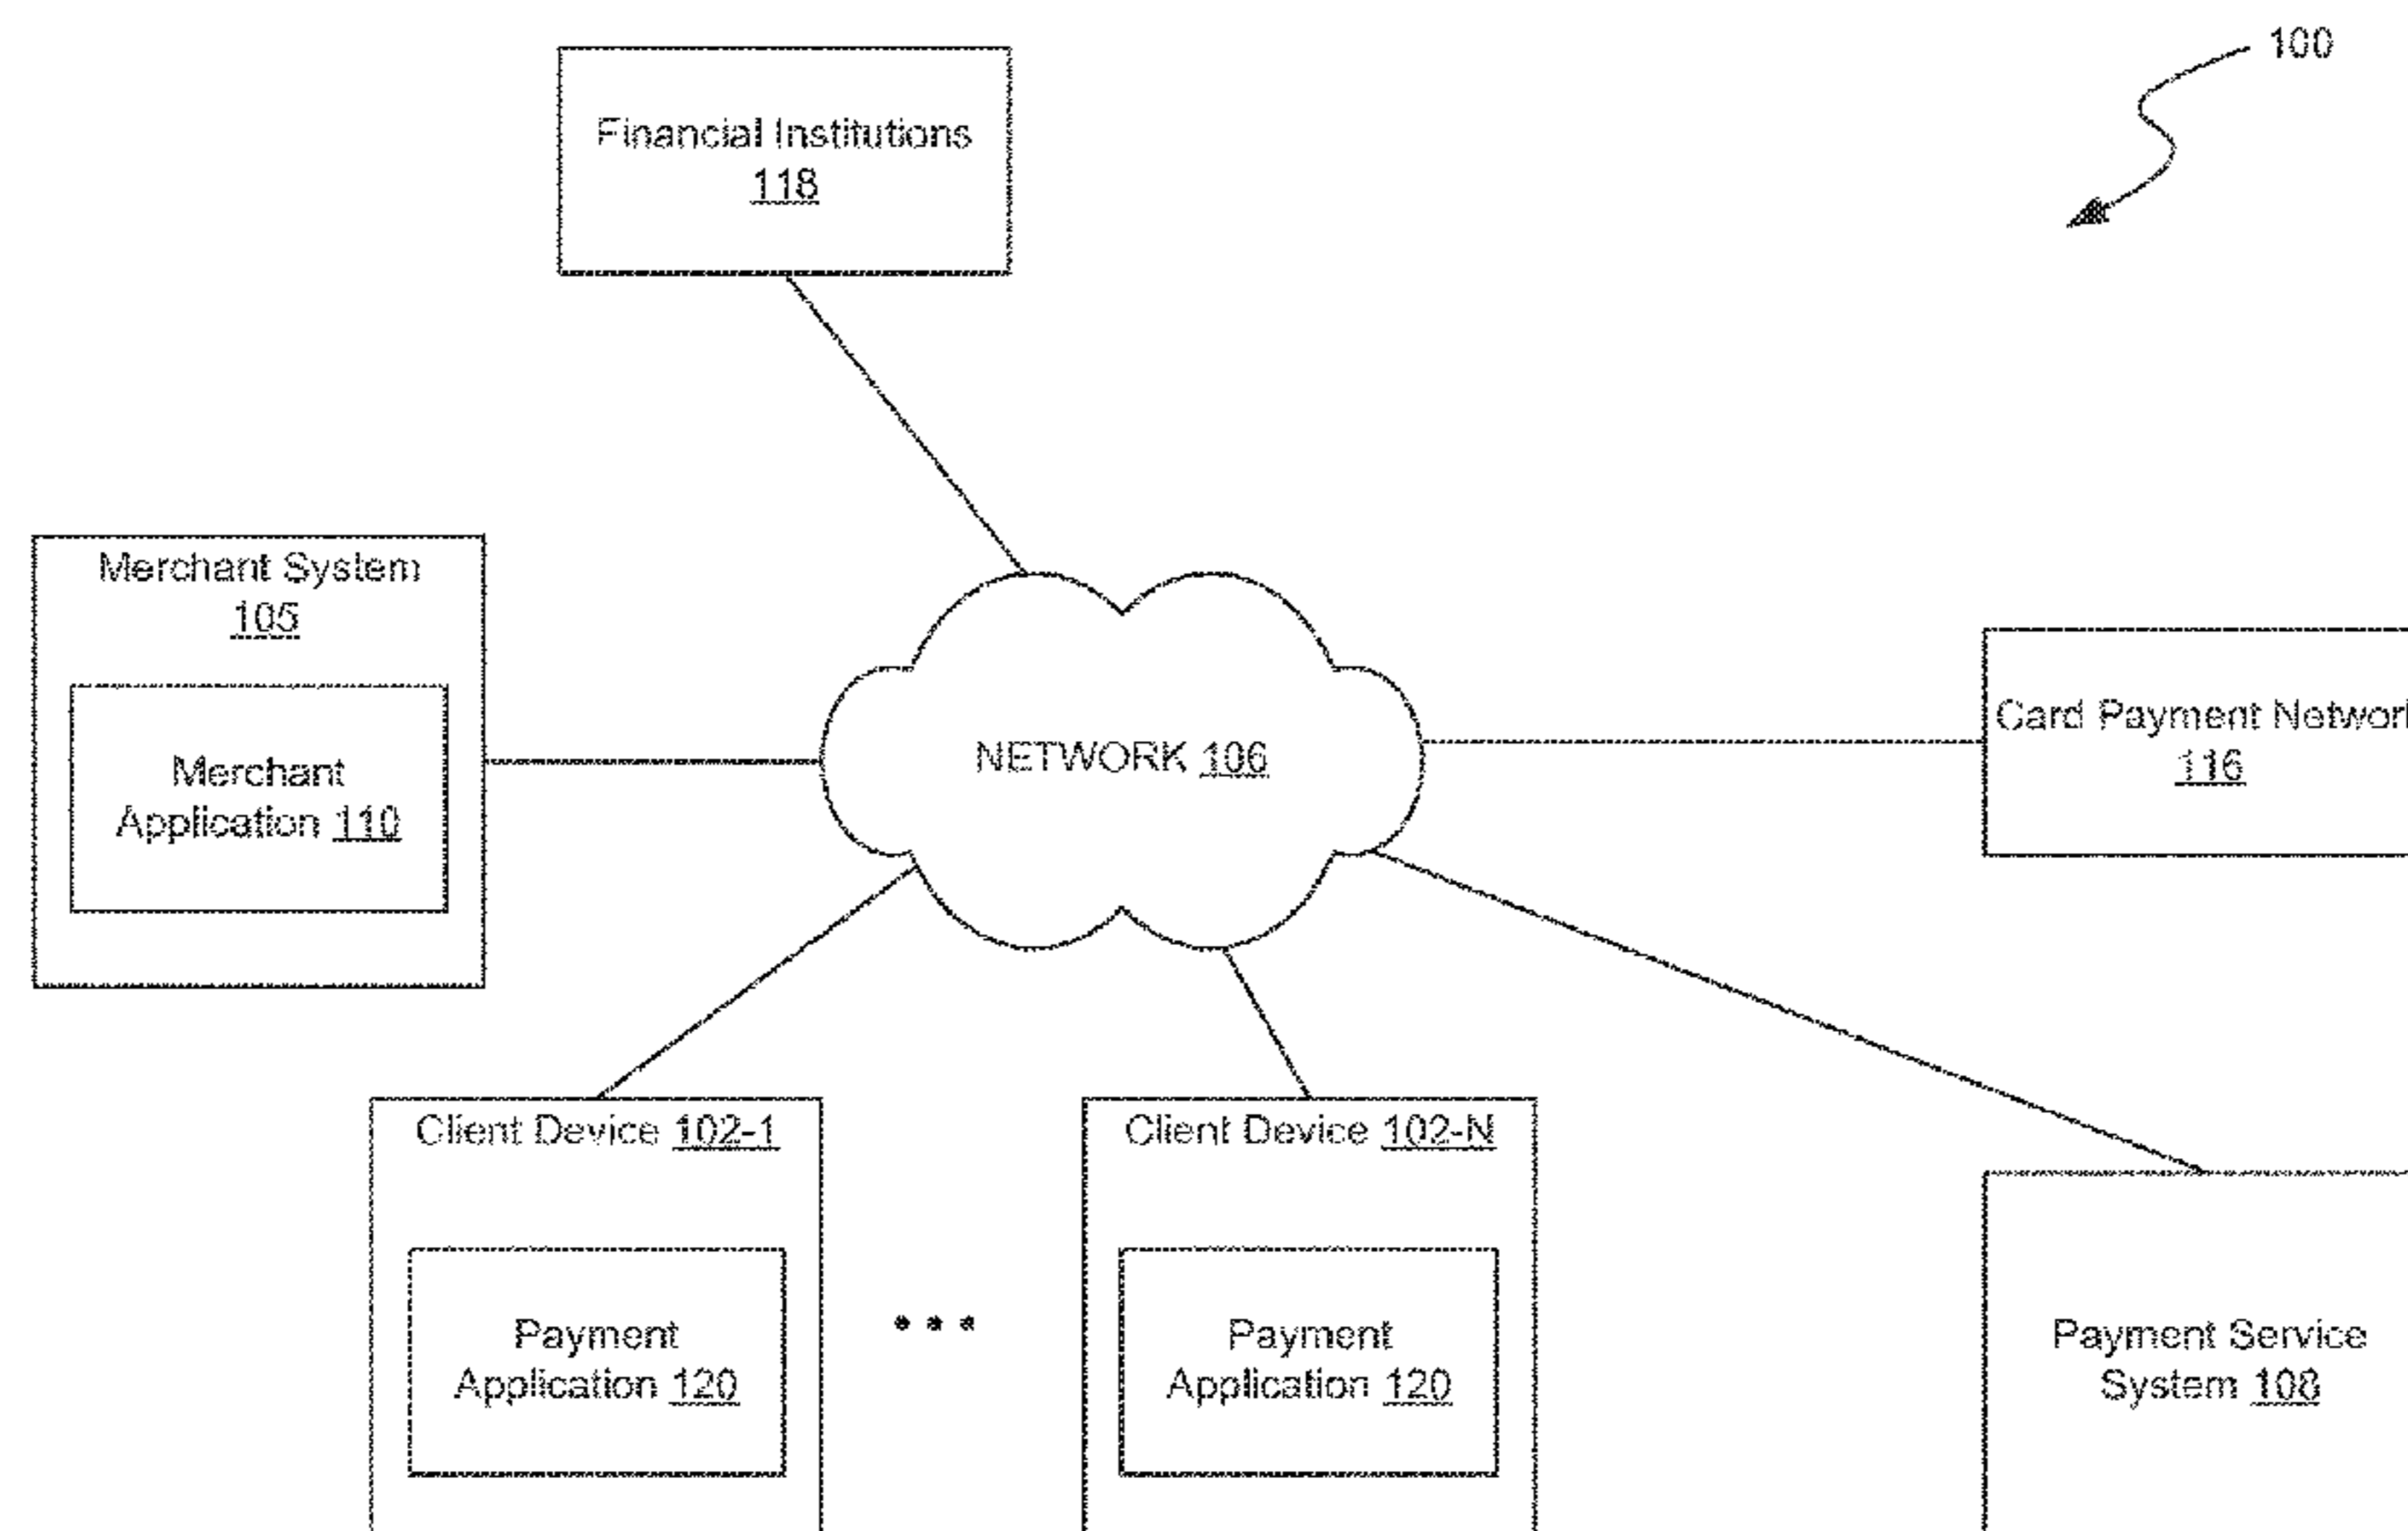 100
Financial Institutions
118
Merchant System
105
Merchant
Application 110
NETWORK 106
Card Payment Networ
116
Client Device 102-1
Payment
Application 120
Client Device 102-N
Payment
Application 120
Payment Service
System 108